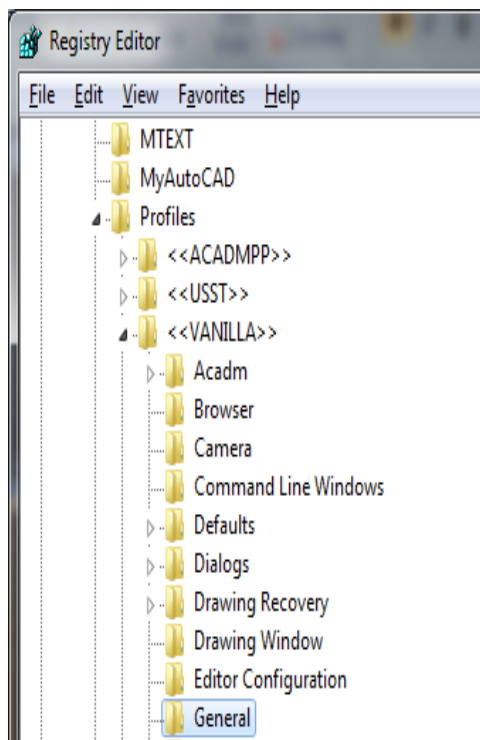 Registry Editor
File Edit View Favorites Help
MTEXT
MyAutoCAD
Profiles
<<ACADMPP>>
<<USST>>
<<VANILLA>>
Acadm
Browser
Camera
Command Line Windows
Defaults
Dialogs
Drawing Recovery
Drawing Window
Editor Configuration
General